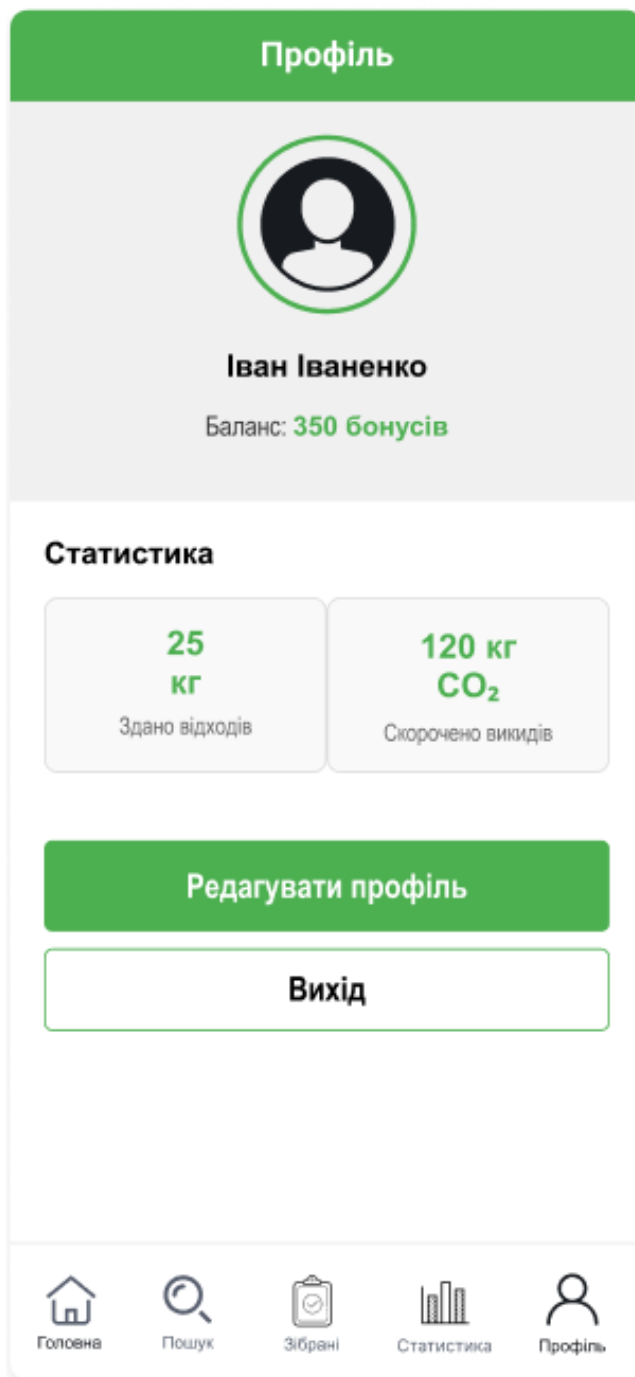 Профіль
Іван Іваненко
Баланс: 350 бонусів
Статистика
25
кг
Здано відходів
120 кг
CO₂
Скорочено викидів
Редагувати профіль
Вихід
Головна
Пошук
Зібрані
Статистика
Профіль